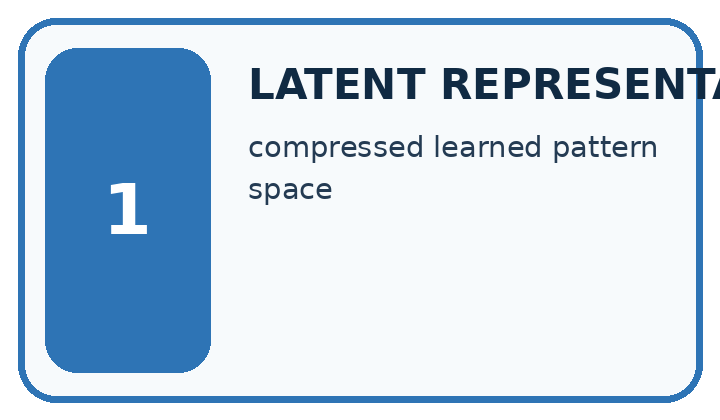 1
LATENT REPRESENTA
compressed learned pattern
space